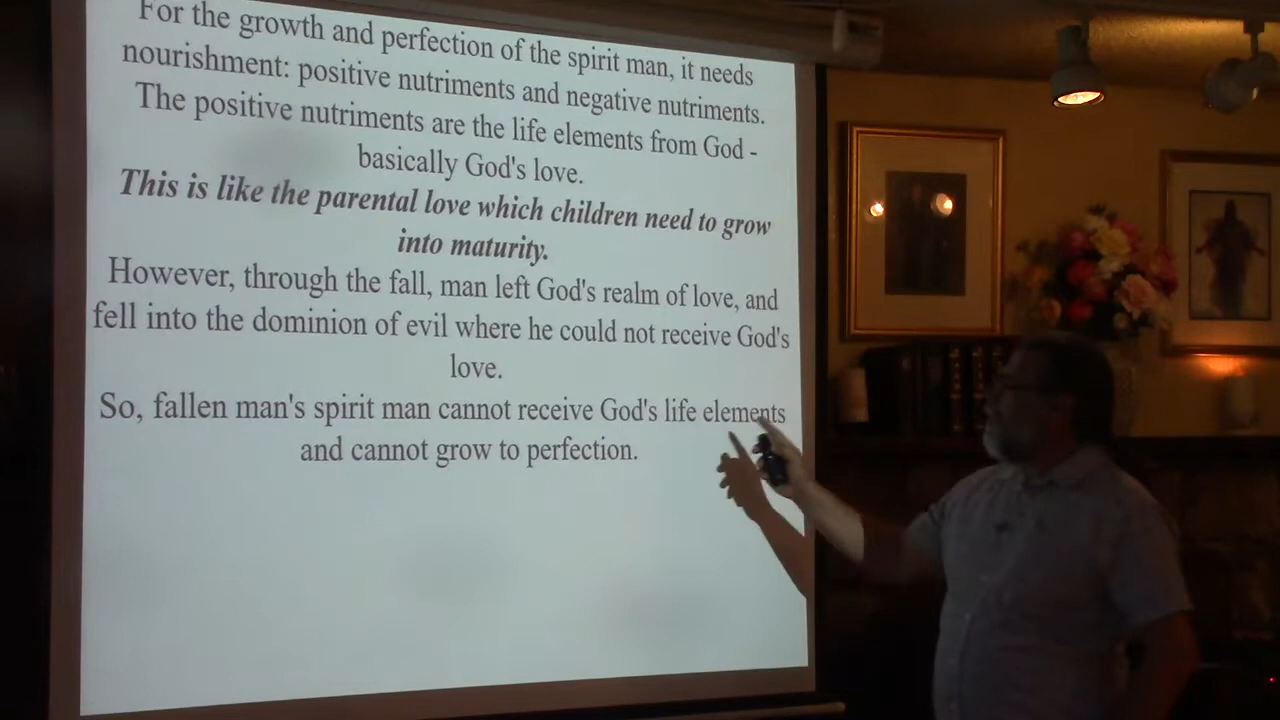 For the growth and perfection of the spirit man, it needs
nourishment: positive nutriments and negative nutriments.
The positive nutriments are the life elements from God -
basically God's love.
This is like the parental love which children need to grow
into maturity.
However, through the fall, man left God's realm of love, and
fell into the dominion of evil where he could not receive God's
love.
So, fallen man's spirit man cannot receive God's life elements
and cannot grow to perfection.